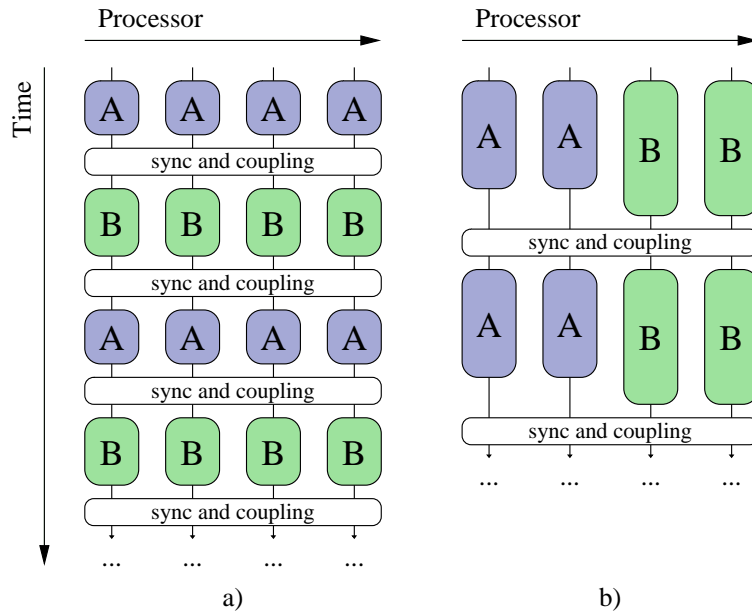 Processor
Time
A A A A
sync and coupling
B B B B
sync and coupling
A A A A
sync and coupling
B B B B
sync and coupling
... ... ... ...
a)
Processor
A A B B
sync and coupling
A A B B
sync and coupling
... ... ... ...
b)